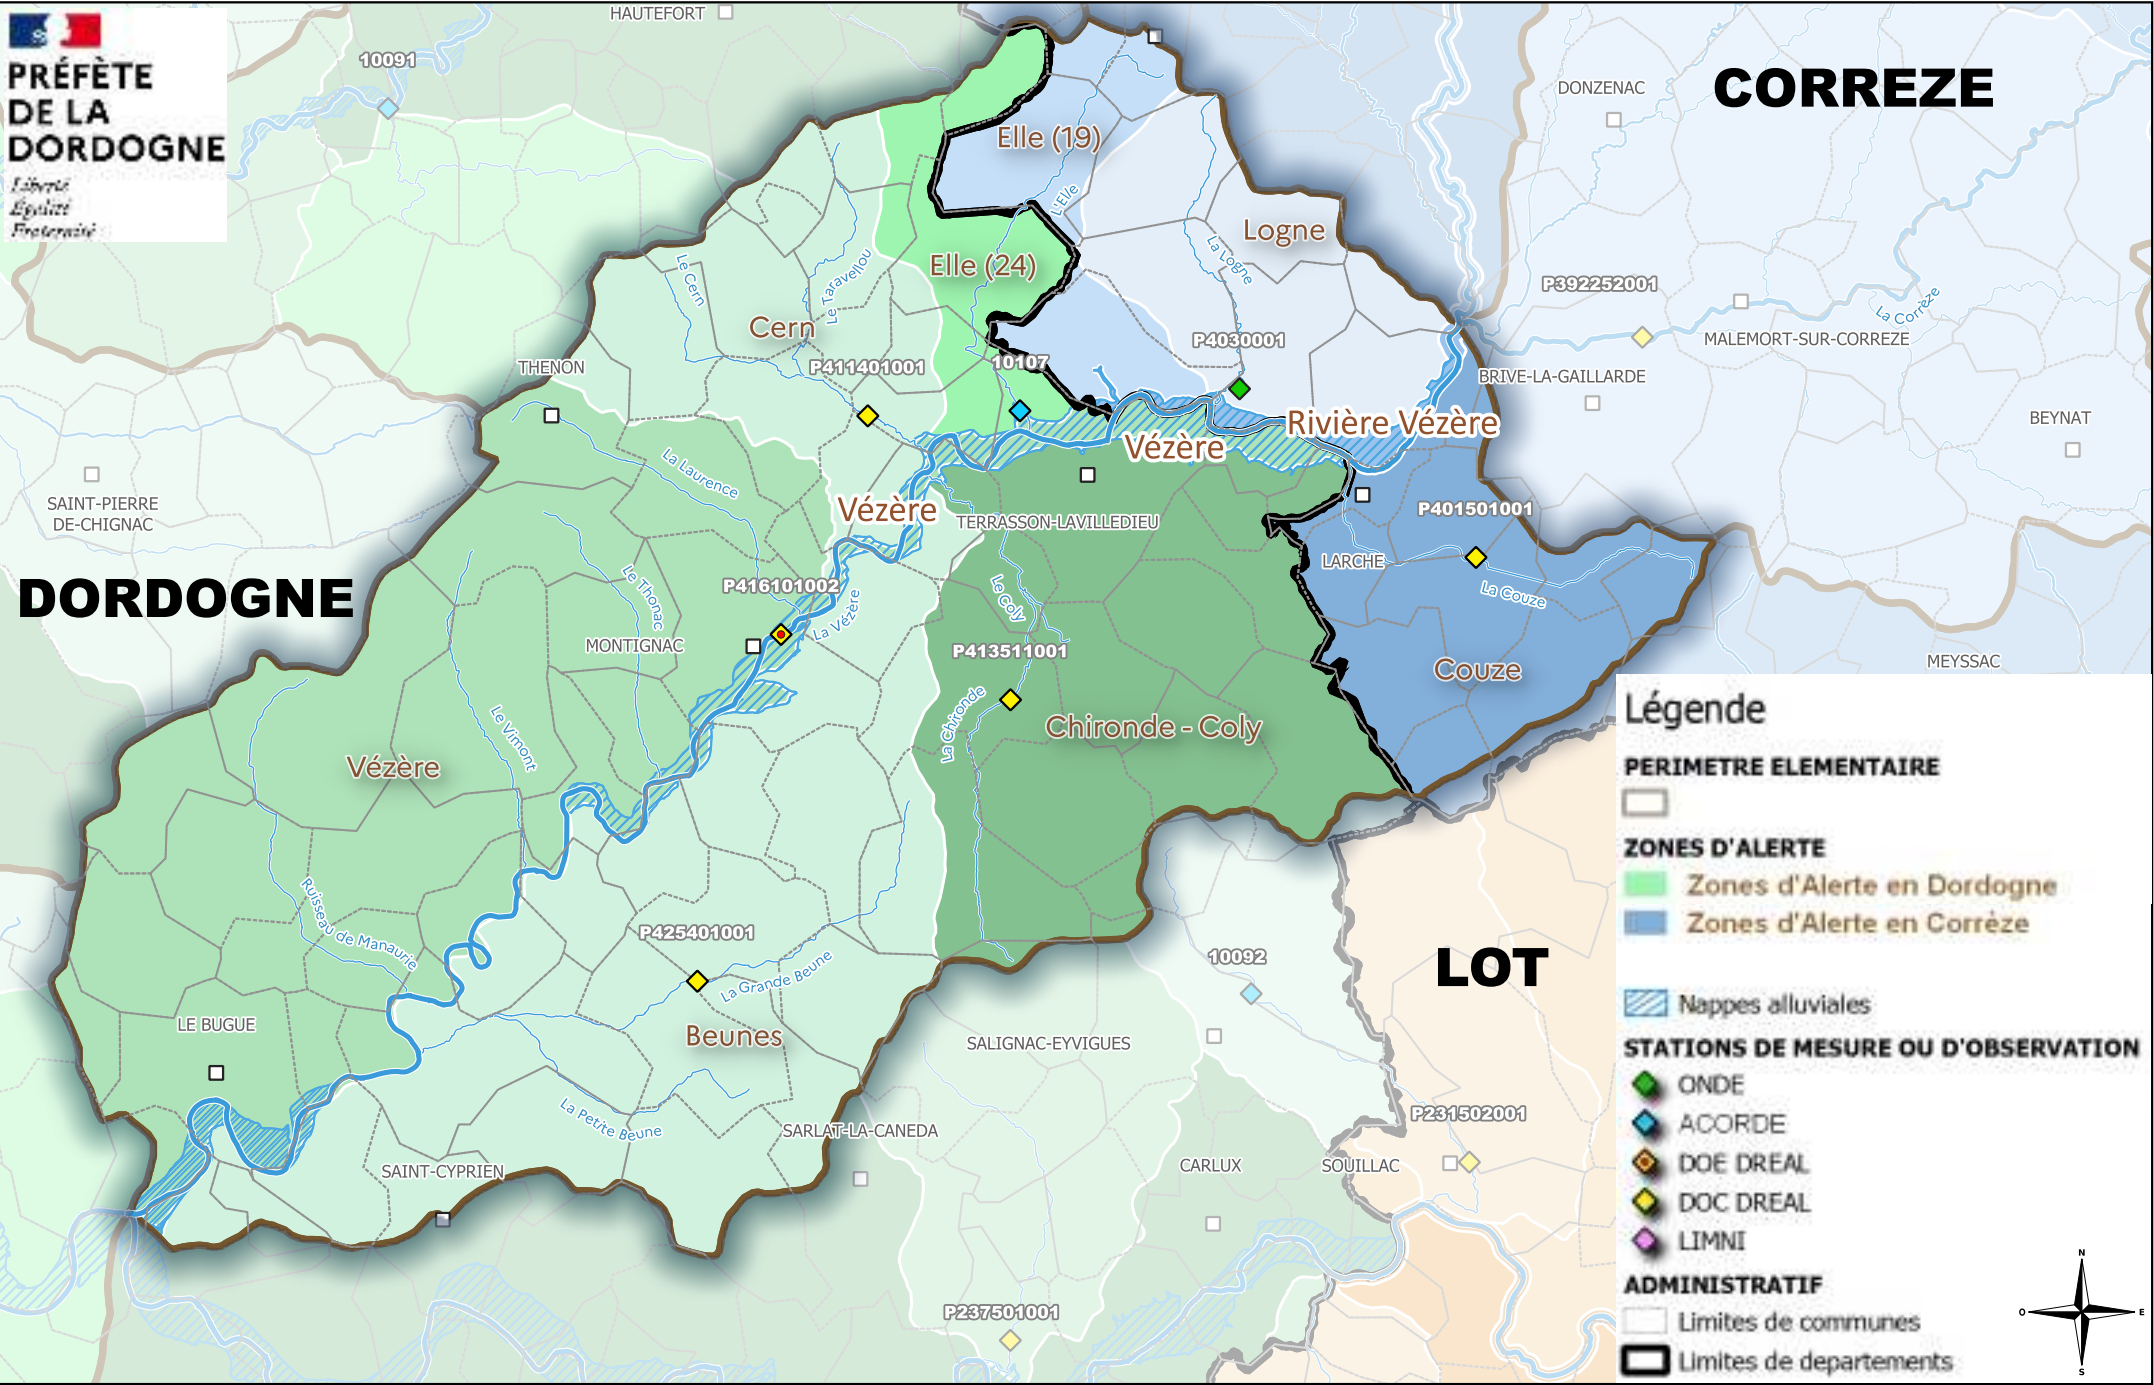 PRÉFÈTE
DE LA
DORDOGNE
Liberté
Égalité
Fraternité
HAUTEFORT
10091
CORREZE
DONZENAC
Elle (19)
L'Elle
Logne
La Logne
Elle (24)
Le Cern
Le Taravellou
Cern
P392252001
La Corrèze
MALEMORT-SUR-CORREZE
P4030001
THENON
P411401001
10107
BRIVE-LA-GAILLARDE
BEYNAT
Rivière Vézère
Vézère
La Laurence
SAINT-PIERRE
DE-CHIGNAC
Vézère
TERRASSON-LAVILLEDIEU
P401501001
LARCHE
DORDOGNE
P416101002
Le Thonac
La Vézère
Le Coly
La Couze
MONTIGNAC
P413511001
Couze
MEYSSAC
La Chironde
Chironde - Coly
Le Vimont
Vézère
Ruisseau de Manaurie
P425401001
La Grande Beune
10092
LOT
LE BUGUE
Beunes
SALIGNAC-EYVIGUES
La Petite Beune
SARLAT-LA-CANEDA
P231502001
SAINT-CYPRIEN
CARLUX
SOUILLAC
P237501001
Légende
PERIMETRE ELEMENTAIRE
ZONES D'ALERTE
Zones d'Alerte en Dordogne
Zones d'Alerte en Corrèze
Nappes alluviales
STATIONS DE MESURE OU D'OBSERVATION
ONDE
ACORDE
DOE DREAL
DOC DREAL
LIMNI
ADMINISTRATIF
Limites de communes
Limites de departements
N
O
E
S